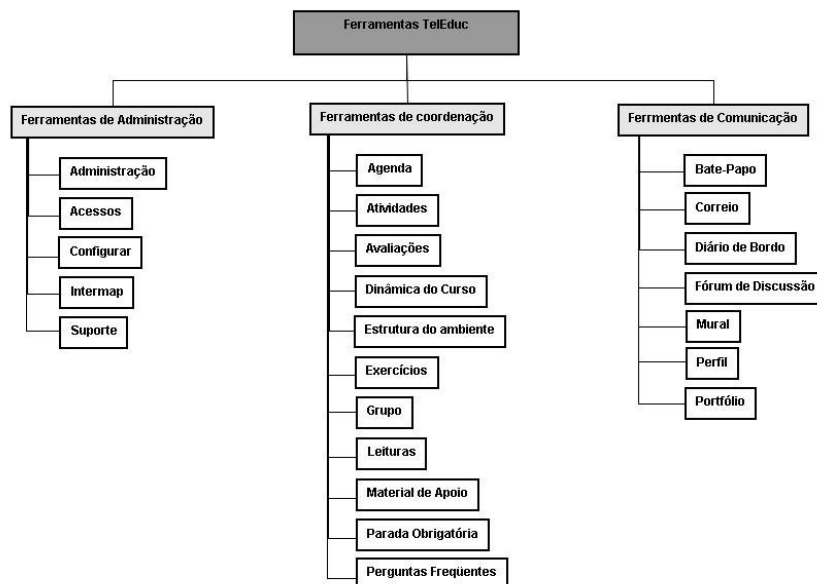 Ferramentas TelEduc
Ferramentas de Administração
Administração
Acessos
Configurar
Intermap
Suporte
Ferramentas de coordenação
Agenda
Atividades
Avaliações
Dinâmica do Curso
Estrutura do ambiente
Exercícios
Grupo
Leituras
Material de Apoio
Parada Obrigatória
Perguntas Freqüentes
Ferrmentas de Comunicação
Bate-Papo
Correio
Diário de Bordo
Fórum de Discussão
Mural
Perfil
Portfólio